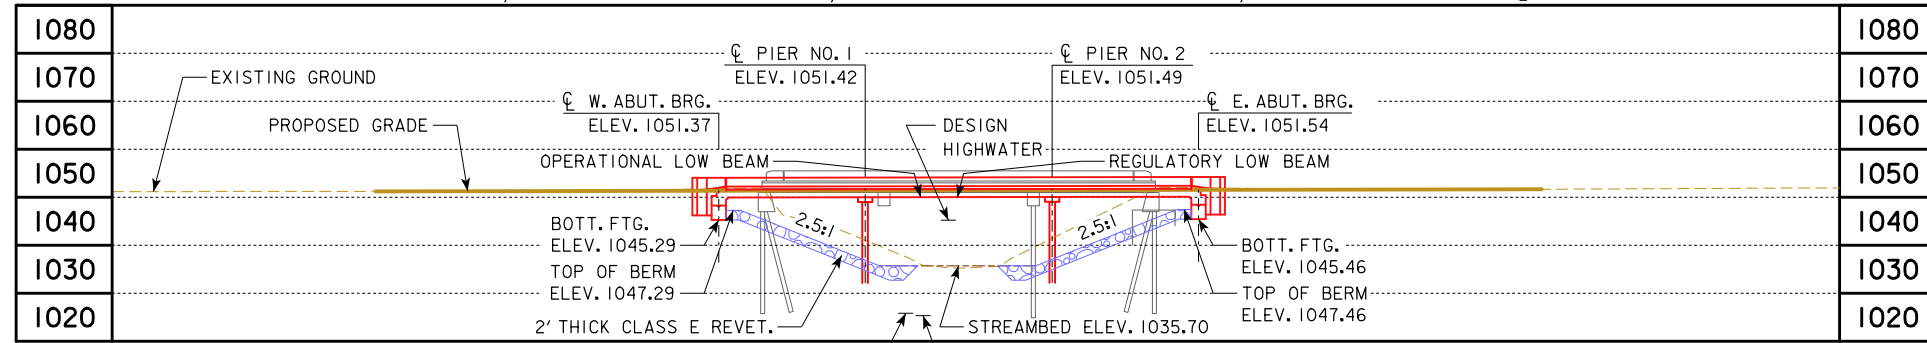 1080
1070
1060
1050
1040
1030
1020
EXISTING GROUND
PROPOSED GRADE
℄ PIER NO. 1
ELEV. 1051.42
℄ PIER NO. 2
ELEV. 1051.49
℄ W. ABUT. BRG.
ELEV. 1051.37
℄ E. ABUT. BRG.
ELEV. 1051.54
DESIGN
HIGHWATER
OPERATIONAL LOW BEAM
REGULATORY LOW BEAM
2.5:1
2.5:1
BOTT. FTG.
ELEV. 1045.29
TOP OF BERM
ELEV. 1047.29
2' THICK CLASS E REVET.
STREAMBED ELEV. 1035.70
BOTT. FTG.
ELEV. 1045.46
TOP OF BERM
ELEV. 1047.46
1080
1070
1060
1050
1040
1030
1020